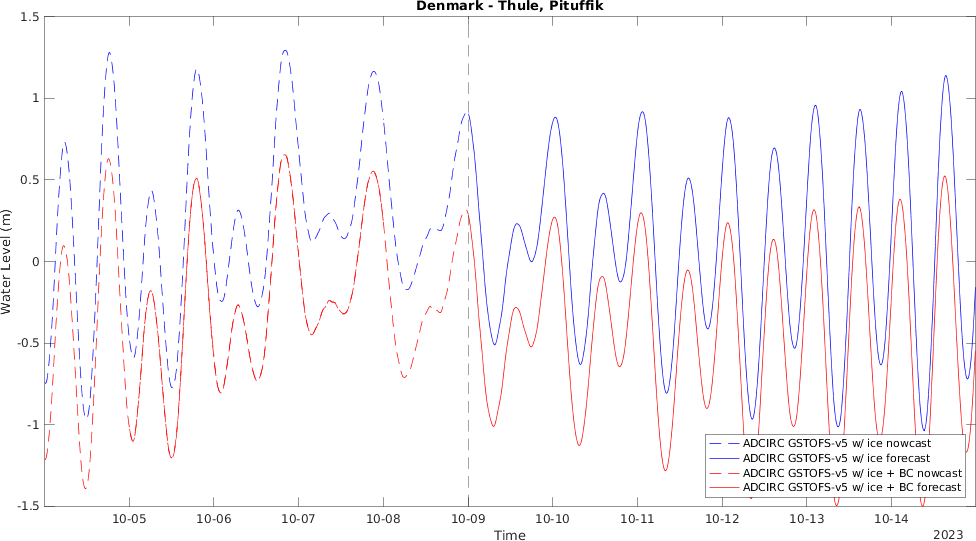 Denmark - Thule, Pituffik
Water Level (m)
1.5
1
0.5
0
-0.5
-1
-1.5
10-05 10-06 10-07 10-08 10-09 10-10 10-11 10-12 10-13 10-14
Time
2023
ADCIRC GSTOFS-v5 w/ ice nowcast
ADCIRC GSTOFS-v5 w/ ice forecast
ADCIRC GSTOFS-v5 w/ ice + BC nowcast
ADCIRC GSTOFS-v5 w/ ice + BC forecast